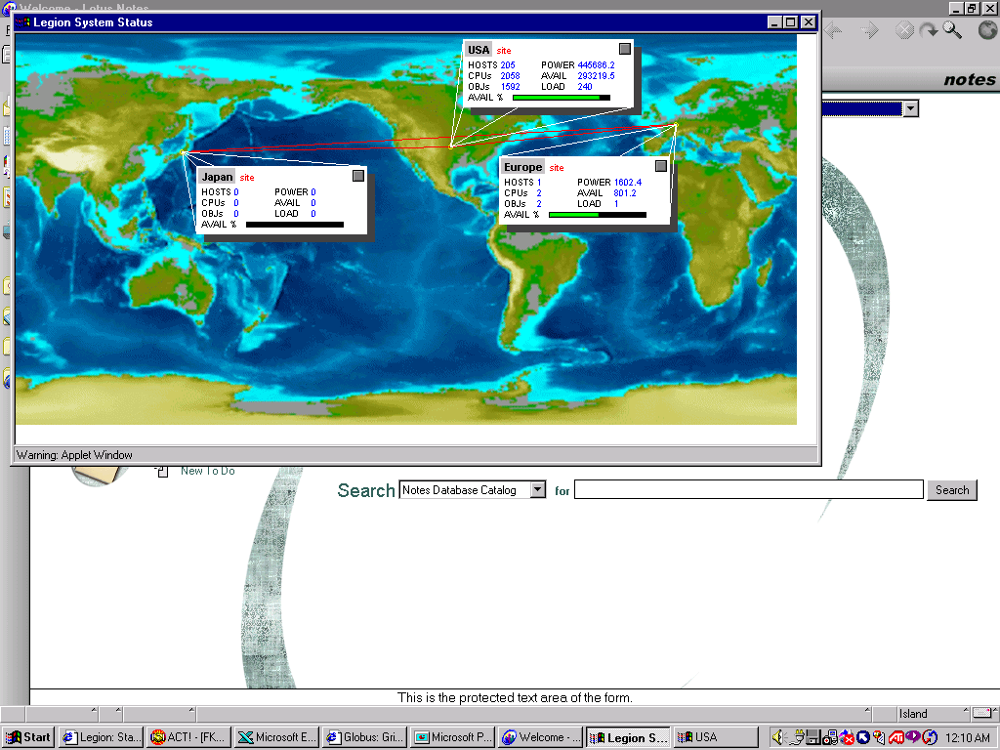 Welcome - Lotus Notes
Legion System Status
notes
USA site
HOSTS 205 POWER 445686.2
CPUs 2058 AVAIL 293219.5
OBJs 1592 LOAD 240
AVAIL %
Japan site
HOSTS 0 POWER 0
CPUs 0 AVAIL 0
OBJs 0 LOAD 0
AVAIL %
Europe site
HOSTS 1 POWER 1602.4
CPUs 2 AVAIL 801.2
OBJs 2 LOAD 1
AVAIL %
Warning: Applet Window
New To Do
Search Notes Database Catalog for Search
This is the protected text area of the form.
Island
Start Legion: Sta... ACT! - [FK... Microsoft E... Globus: Gri... Microsoft P... Welcome - ... Legion S... USA 12:10 AM